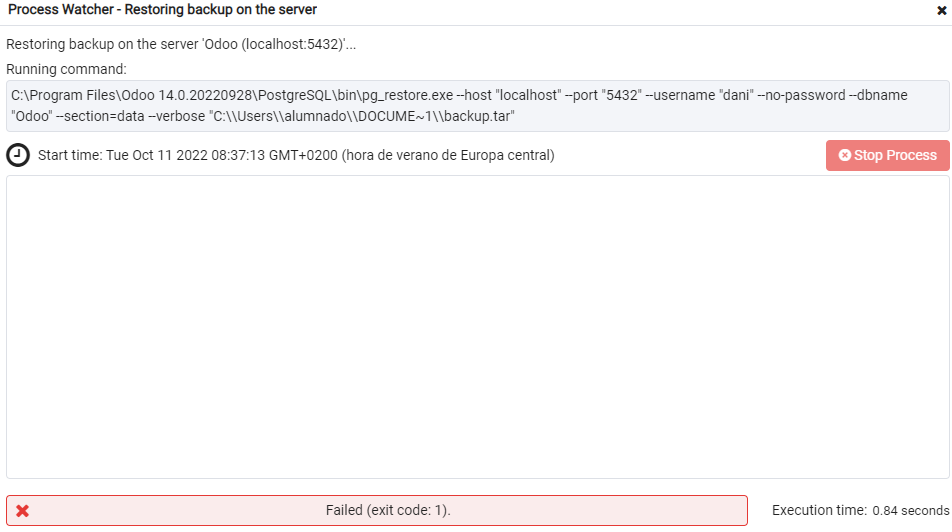 Process Watcher - Restoring backup on the server
Restoring backup on the server 'Odoo (localhost:5432)'...
Running command:
C:\Program Files\Odoo 14.0.20220928\PostgreSQL\bin\pg_restore.exe --host "localhost" --port "5432" --username "dani" --no-password --dbname
"Odoo" --section=data --verbose "C:\\Users\\alumnado\\DOCUME~1\\backup.tar"
Start time: Tue Oct 11 2022 08:37:13 GMT+0200 (hora de verano de Europa central)
Stop Process
Failed (exit code: 1).
Execution time: 0.84 seconds